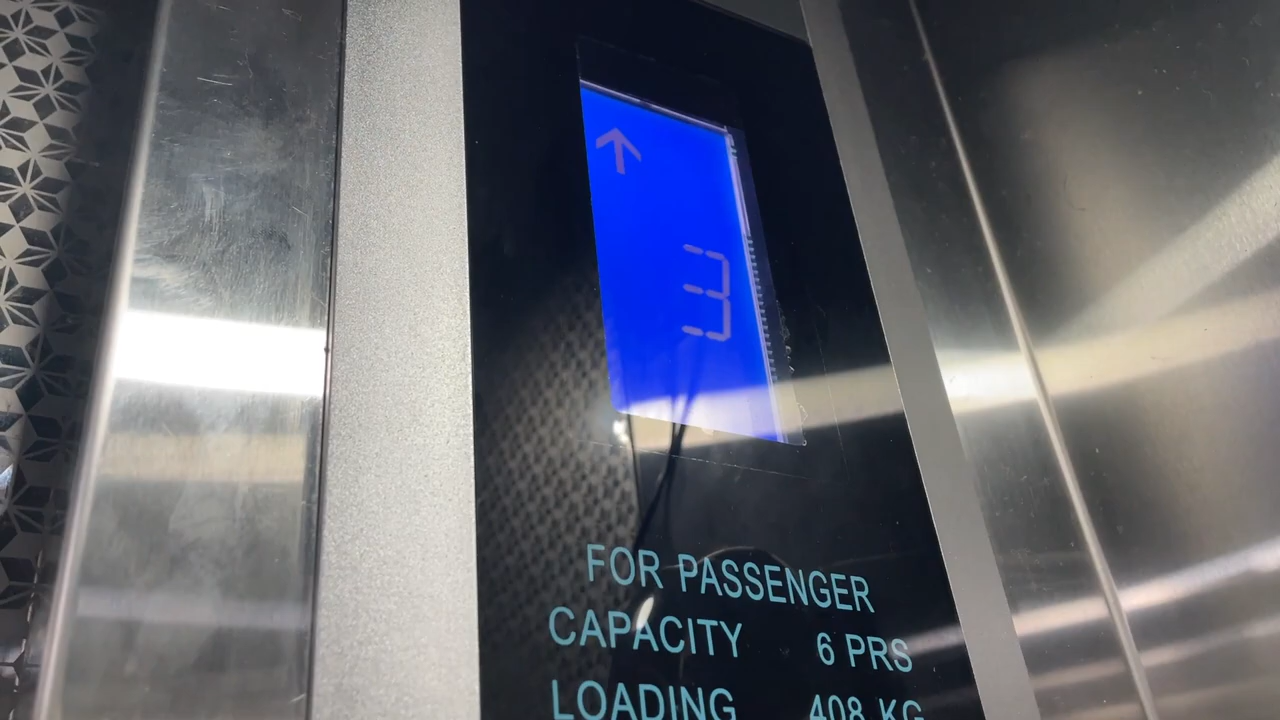 ↑
3
FOR PASSENGER
CAPACITY 6 PRS
LOADING 408 KG